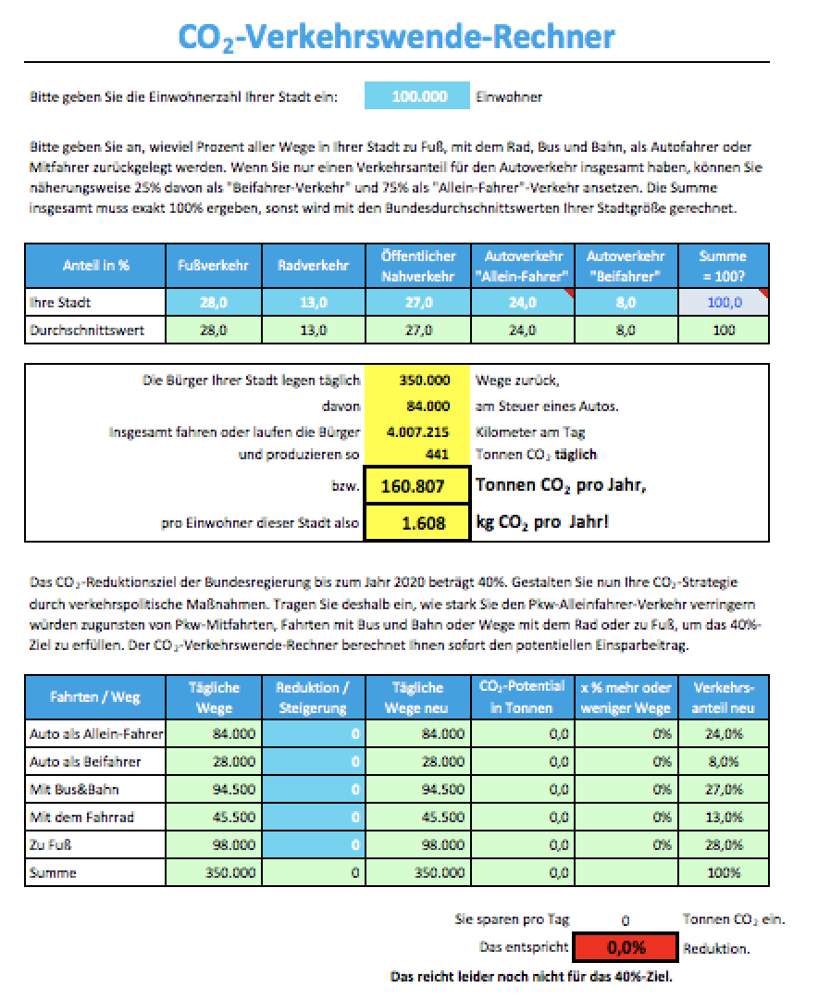 CO₂-Verkehrswende-Rechner
Bitte geben Sie die Einwohnerzahl Ihrer Stadt ein: 100.000 Einwohner
Bitte geben Sie an, wieviel Prozent aller Wege in Ihrer Stadt zu Fuß, mit dem Rad, Bus und Bahn, als Autofahrer oder
Mitfahrer zurückgelegt werden. Wenn Sie nur einen Verkehrsanteil für den Autoverkehr insgesamt haben, können Sie
näherungsweise 25% davon als "Beifahrer-Verkehr" und 75% als "Allein-Fahrer"-Verkehr ansetzen. Die Summe
insgesamt muss exakt 100% ergeben, sonst wird mit den Bundesdurchschnittswerten Ihrer Stadtgröße gerechnet.
Anteil in % Fußverkehr Radverkehr Öffentlicher Nahverkehr Autoverkehr "Allein-Fahrer" Autoverkehr "Beifahrer" Summe = 100?
Ihre Stadt 28,0 13,0 27,0 24,0 8,0 100,0
Durchschnittswert 28,0 13,0 27,0 24,0 8,0 100
Die Bürger Ihrer Stadt legen täglich 350.000 Wege zurück,
davon 84.000 am Steuer eines Autos.
Insgesamt fahren oder laufen die Bürger 4.007.215 Kilometer am Tag
und produzieren so 441 Tonnen CO₂ täglich
bzw. 160.807 Tonnen CO₂ pro Jahr,
pro Einwohner dieser Stadt also 1.608 kg CO₂ pro Jahr!
Das CO₂-Reduktionsziel der Bundesregierung bis zum Jahr 2020 beträgt 40%. Gestalten Sie nun Ihre CO₂-Strategie
durch verkehrspolitische Maßnahmen. Tragen Sie deshalb ein, wie stark Sie den Pkw-Alleinfahrer-Verkehr verringern
würden zugunsten von Pkw-Mitfahrten, Fahrten mit Bus und Bahn oder Wege mit dem Rad oder zu Fuß, um das 40%-
Ziel zu erfüllen. Der CO₂-Verkehrswende-Rechner berechnet Ihnen sofort den potentiellen Einsparbeitrag.
Fahrten / Weg Tägliche Wege Reduktion / Steigerung Tägliche Wege neu CO₂-Potential in Tonnen x % mehr oder weniger Wege Verkehrs- anteil neu
Auto als Allein-Fahrer 84.000 0 84.000 0,0 0% 24,0%
Auto als Beifahrer 28.000 0 28.000 0,0 0% 8,0%
Mit Bus&Bahn 94.500 0 94.500 0,0 0% 27,0%
Mit dem Fahrrad 45.500 0 45.500 0,0 0% 13,0%
Zu Fuß 98.000 0 98.000 0,0 0% 28,0%
Summe 350.000 0 350.000 0,0 100%
Sie sparen pro Tag 0 Tonnen CO₂ ein.
Das entspricht 0,0% Reduktion.
Das reicht leider noch nicht für das 40%-Ziel.